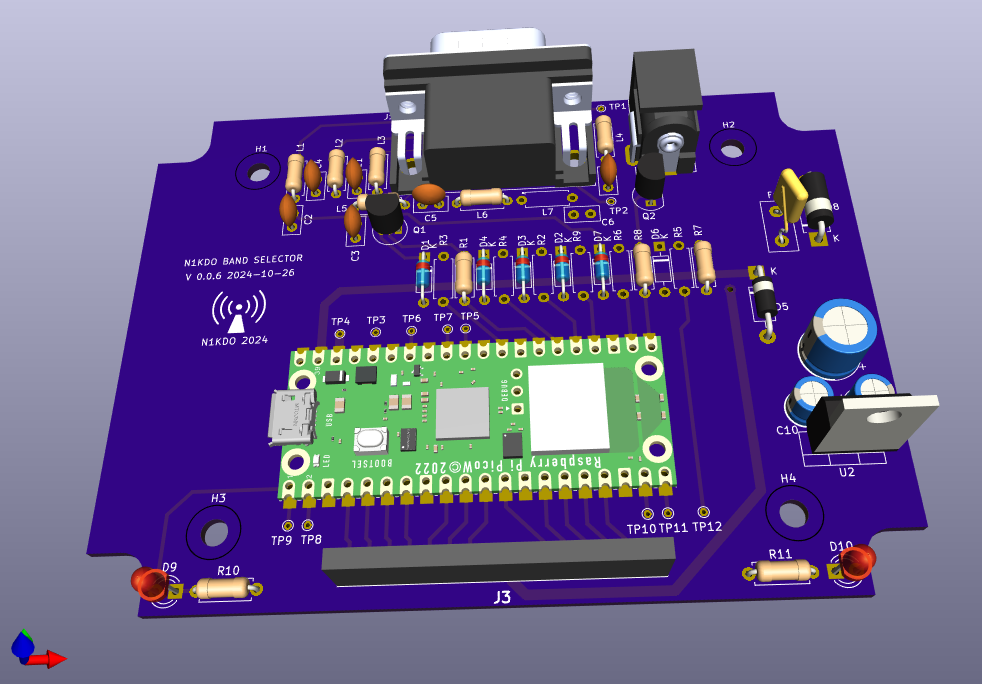 TP1
H1
L1
L2
L3
L4
H2
C2
L5
C5
L6
L7
TP2
C6
Q2
C3
Q1
K
D1
K
R3
R1
D4
K
R4
D3
K
R2
D2
K
R9
D7
K
R6
R8
D6
K
R5
R7
K
D5
N1KDO BAND SELECTOR
V 0.0.6 2024-10-26
N1KDO 2024
TP4
TP3
TP6
TP7
TP5
DEBUG
USB
BOOTSEL
LED
Raspberry Pi PicoW©2022
+
C10
U2
H3
H4
TP9
TP8
TP10
TP11
TP12
D9
R10
R11
D10
J3